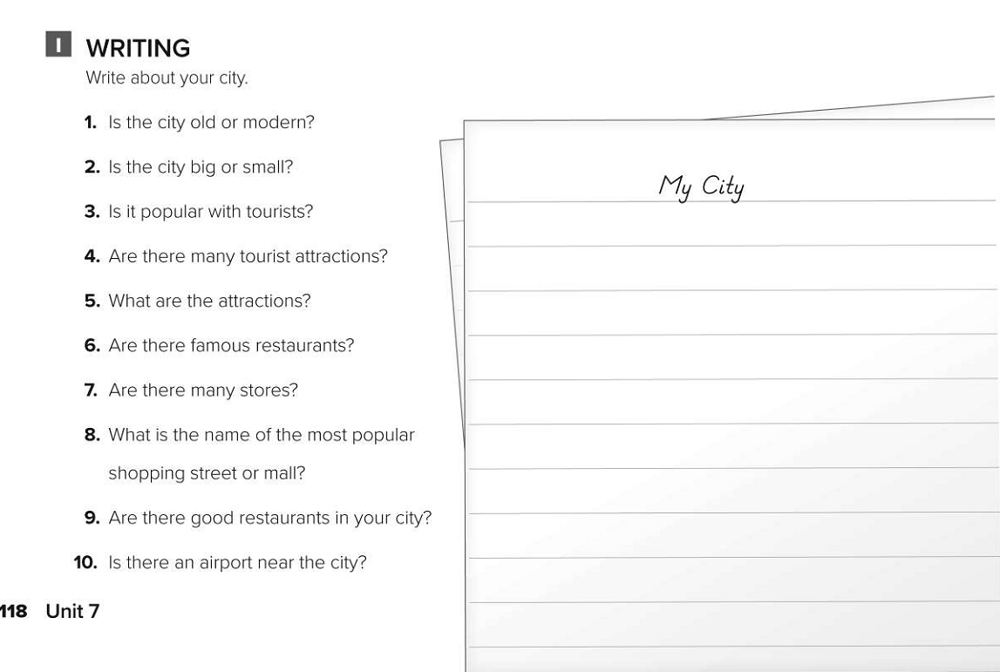 I WRITING
Write about your city.
1. Is the city old or modern?
2. Is the city big or small?
3. Is it popular with tourists?
4. Are there many tourist attractions?
5. What are the attractions?
6. Are there famous restaurants?
7. Are there many stores?
8. What is the name of the most popular
shopping street or mall?
9. Are there good restaurants in your city?
10. Is there an airport near the city?
118 Unit 7
My City